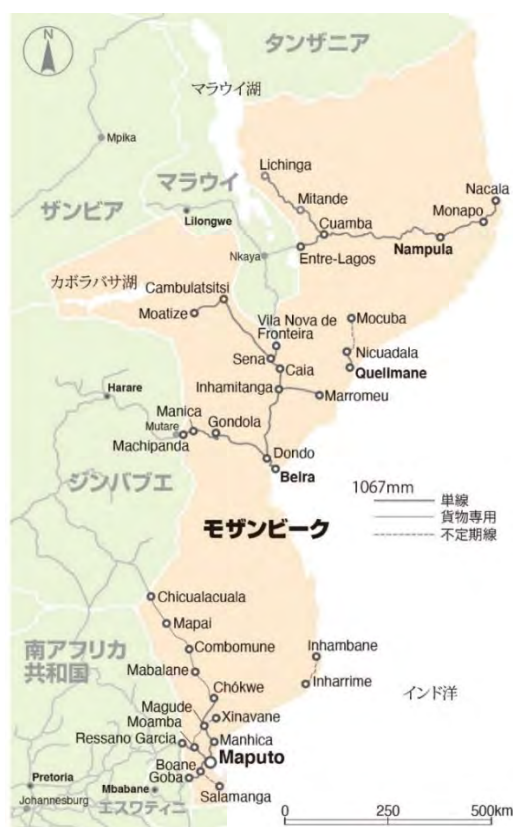 N
タンザニア
マラウイ湖
Mpika
Lichinga
マラウイ
Mitande
Nacala
ザンビア
Cuamba
Monapo
Lilongwe
Nkaya
Entre-Lagos
Nampula
カボラバサ湖
Cambulatsitsi
Moatize
Vila Nova de
Fronteira
Mocuba
Sena
Nicuadala
Caia
Quelimane
Harare
Inhamitanga
Manica
Marromeu
Mutare
Gondola
Machipanda
Dondo
Beira
ジンバブエ
1067mm
単線
貨物専用
不定期線
モザンビーク
Chicualacuala
Mapai
南アフリカ
共和国
Combomune
Inhambane
Mabalane
Chókwe
Inharrime
インド洋
Magude
Xinavane
Moamba
Ressano Garcia
Manhica
Maputo
Boane
Pretoria
Goba
Mbabane
Johannesburg
エスワティニ
Salamanga
0 250 500km